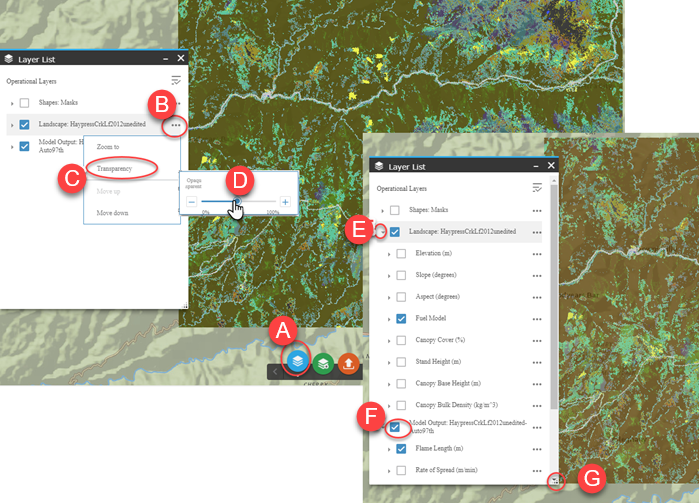 Layer List
Operational Layers
B
Shapes: Masks
Landscape: HaypressCrkLf2012unedited
Model Output: H
Auto97th
Zoom to
C
Transparency
Move up
Move down
D
0%
100%
A
Layer List
Operational Layers
Shapes: Masks
E
Landscape: HaypressCrkLf2012unedited
Elevation (m)
Slope (degrees)
Aspect (degrees)
Fuel Model
Canopy Cover (%)
Stand Height (m)
Canopy Base Height (m)
Canopy Bulk Density (kg/m^3)
F
Model Output: HaypressCrkLf2012unedited-
Auto97th
Flame Length (m)
Rate of Spread (m/min)
G